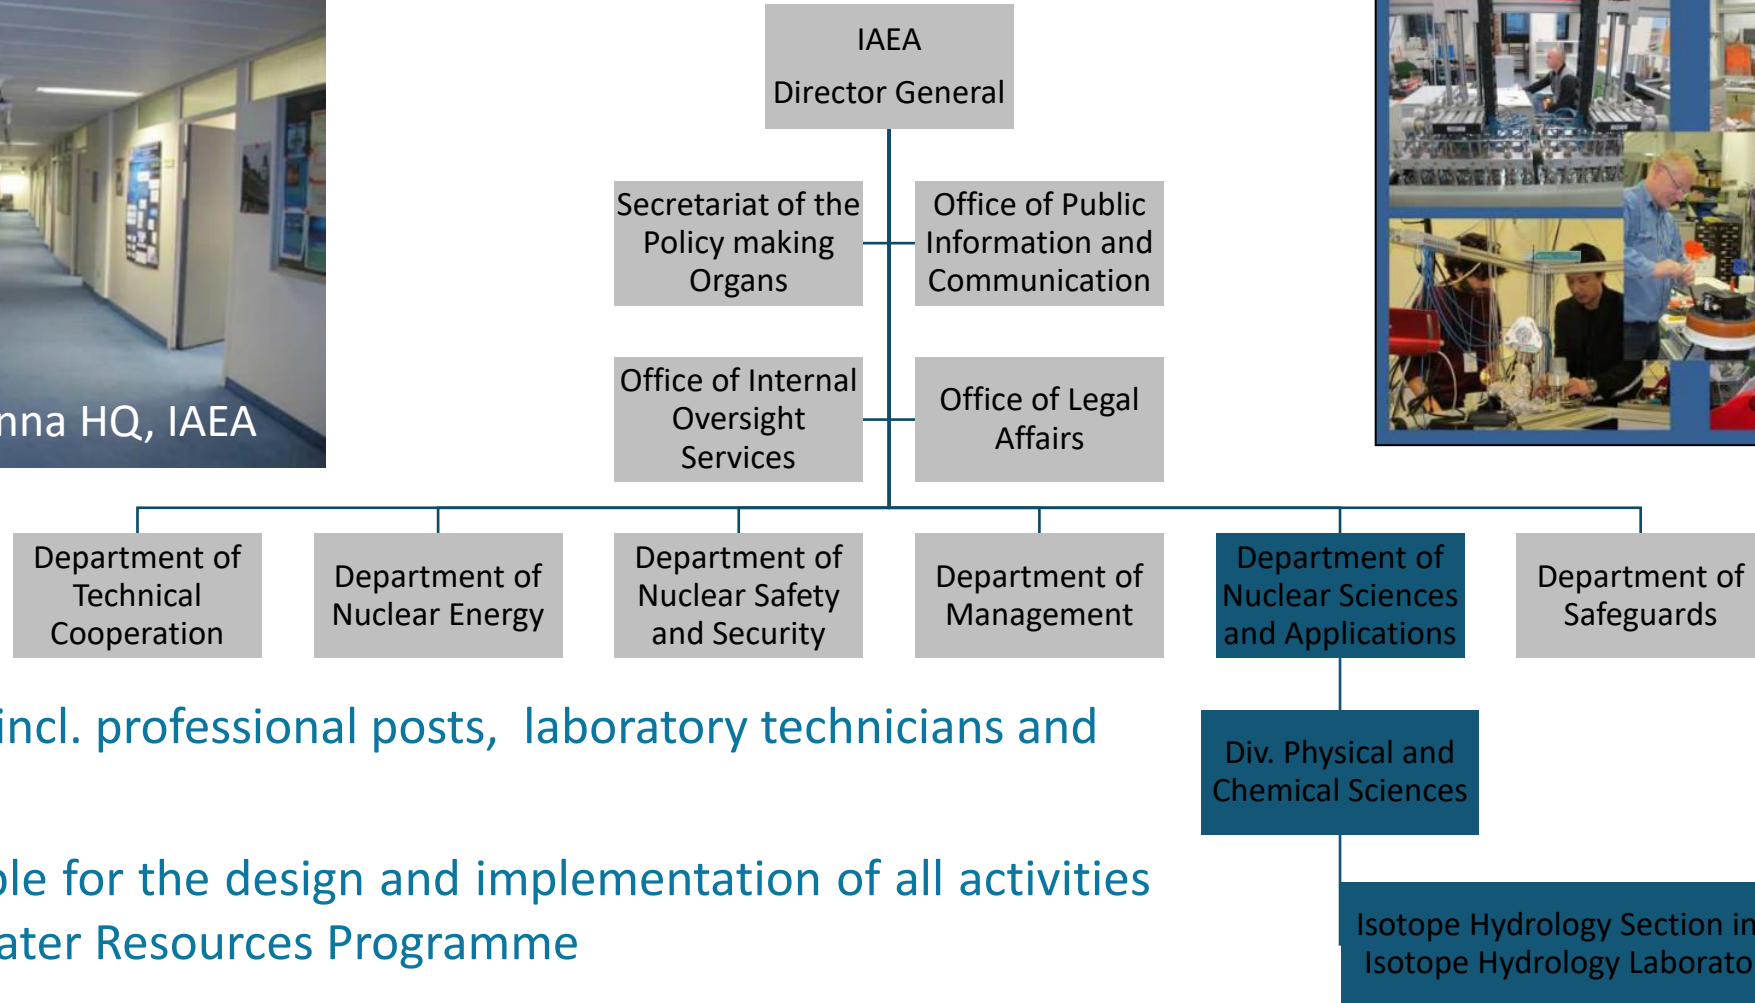 IAEA
Director General
Secretariat of the
Policy making
Organs
Office of Public
Information and
Communication
Office of Internal
Oversight
Services
Office of Legal
Affairs
nna HQ, IAEA
Department of
Technical
Cooperation
Department of
Nuclear Energy
Department of
Nuclear Safety
and Security
Department of
Management
Department of
Nuclear Sciences
and Applications
Department of
Safeguards
incl. professional posts, laboratory technicians and
Div. Physical and
Chemical Sciences
ble for the design and implementation of all activities
ater Resources Programme
Isotope Hydrology Section in
Isotope Hydrology Laborato